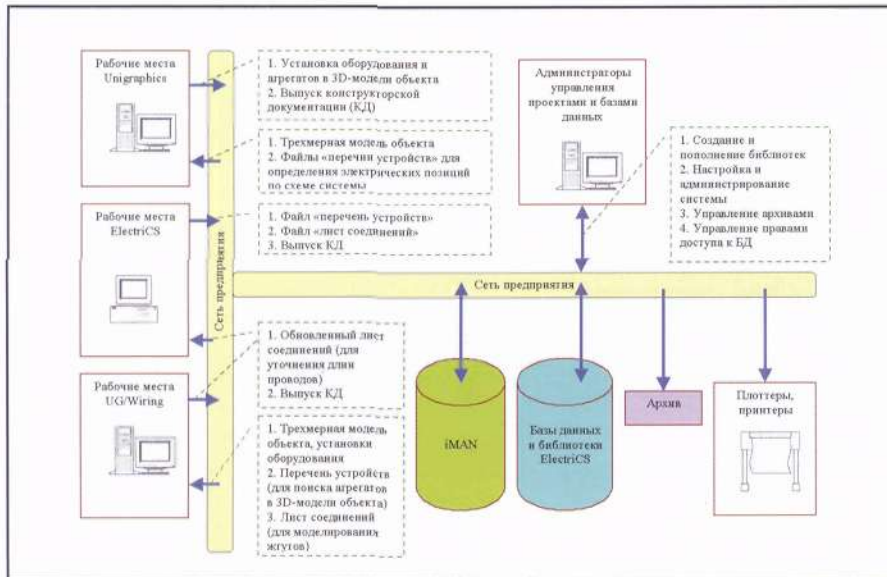 Рабочие места
Unigraphics
1. Установка оборудования и
агрегатов в 3D-модели объекта
2. Выпуск конструкторской
документации (КД)
1. Трехмерная модель объекта
2. Файлы «перечни устройств» для
определения электрических позиций
по схеме системы
Рабочие места
ElectriCS
1. Файл «перечень устройств»
2. Файл «лист соединений»
3. Выпуск КД
Сеть предприятия
Администраторы
управления
проектами и базами
данных
1. Создание и
пополнение библиотек
2. Настройка и
администрирование
системы
3. Управление архивами
4. Управление правами
доступа к БД
Сеть предприятия
1. Обновленный лист
соединений (для
уточнения длин
проводов)
2. Выпуск КД
Рабочие места
UG/Wiring
1. Трехмерная модель
объекта, установки
оборудования
2. Перечень устройств
(для поиска агрегатов
в 3D-модели объекта)
3. Лист соединений
(для моделирования
жгутов)
iMAN
Базы данных
и библиотеки
ElectriCS
Архив
Плоттеры,
принтеры